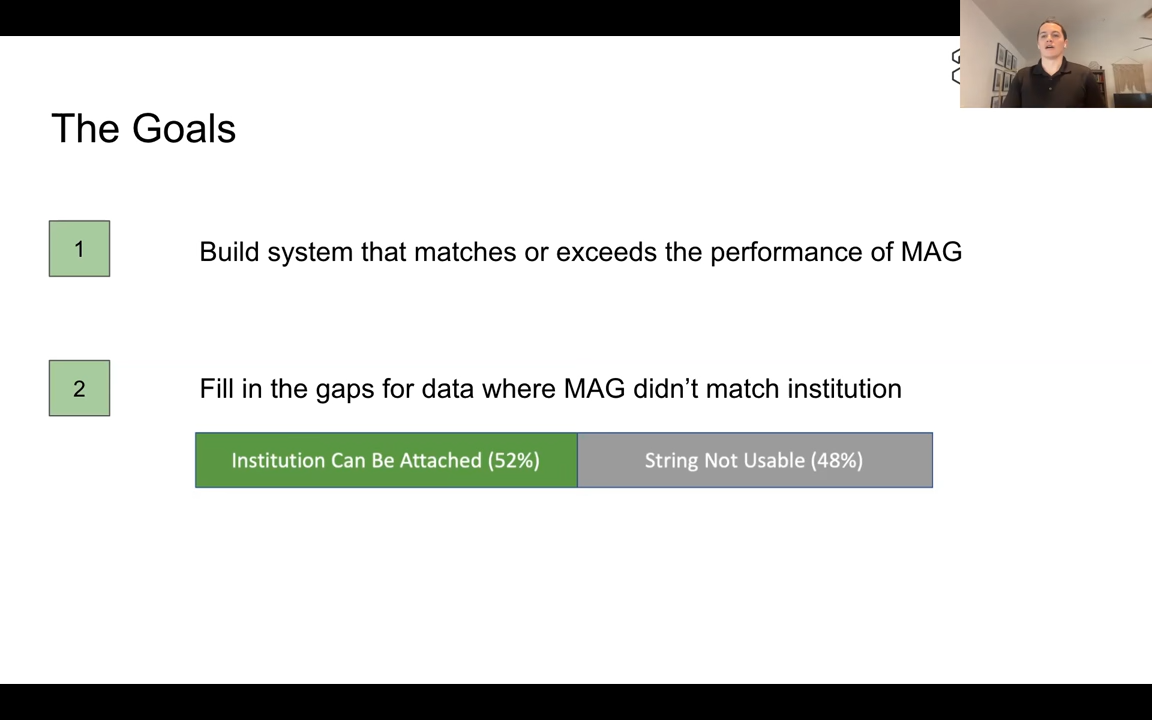 The Goals
1
Build system that matches or exceeds the performance of MAG
2
Fill in the gaps for data where MAG didn’t match institution
Institution Can Be Attached (52%)
String Not Usable (48%)